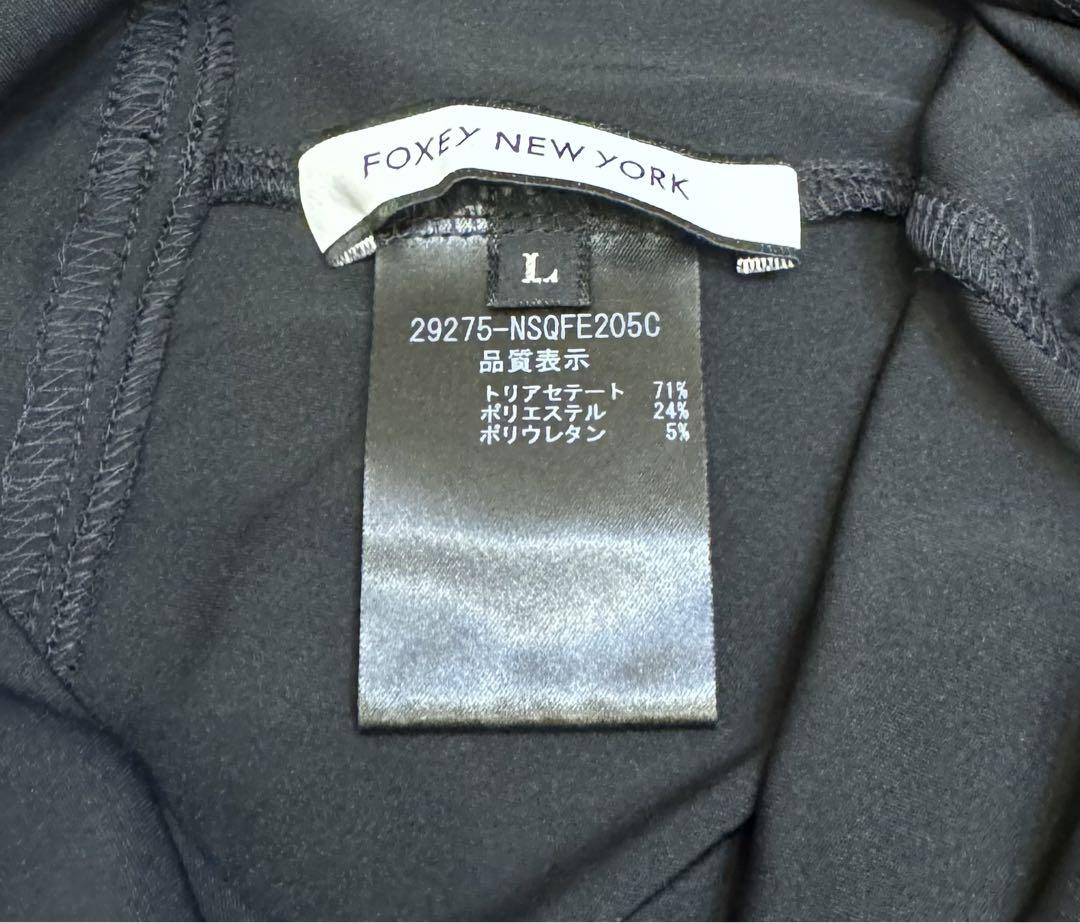 FOXEY NEW YORK
L
29275-NSQFE205C
品質表示
トリアセテート 71%
ポリエステル 24%
ポリウレタン 5%